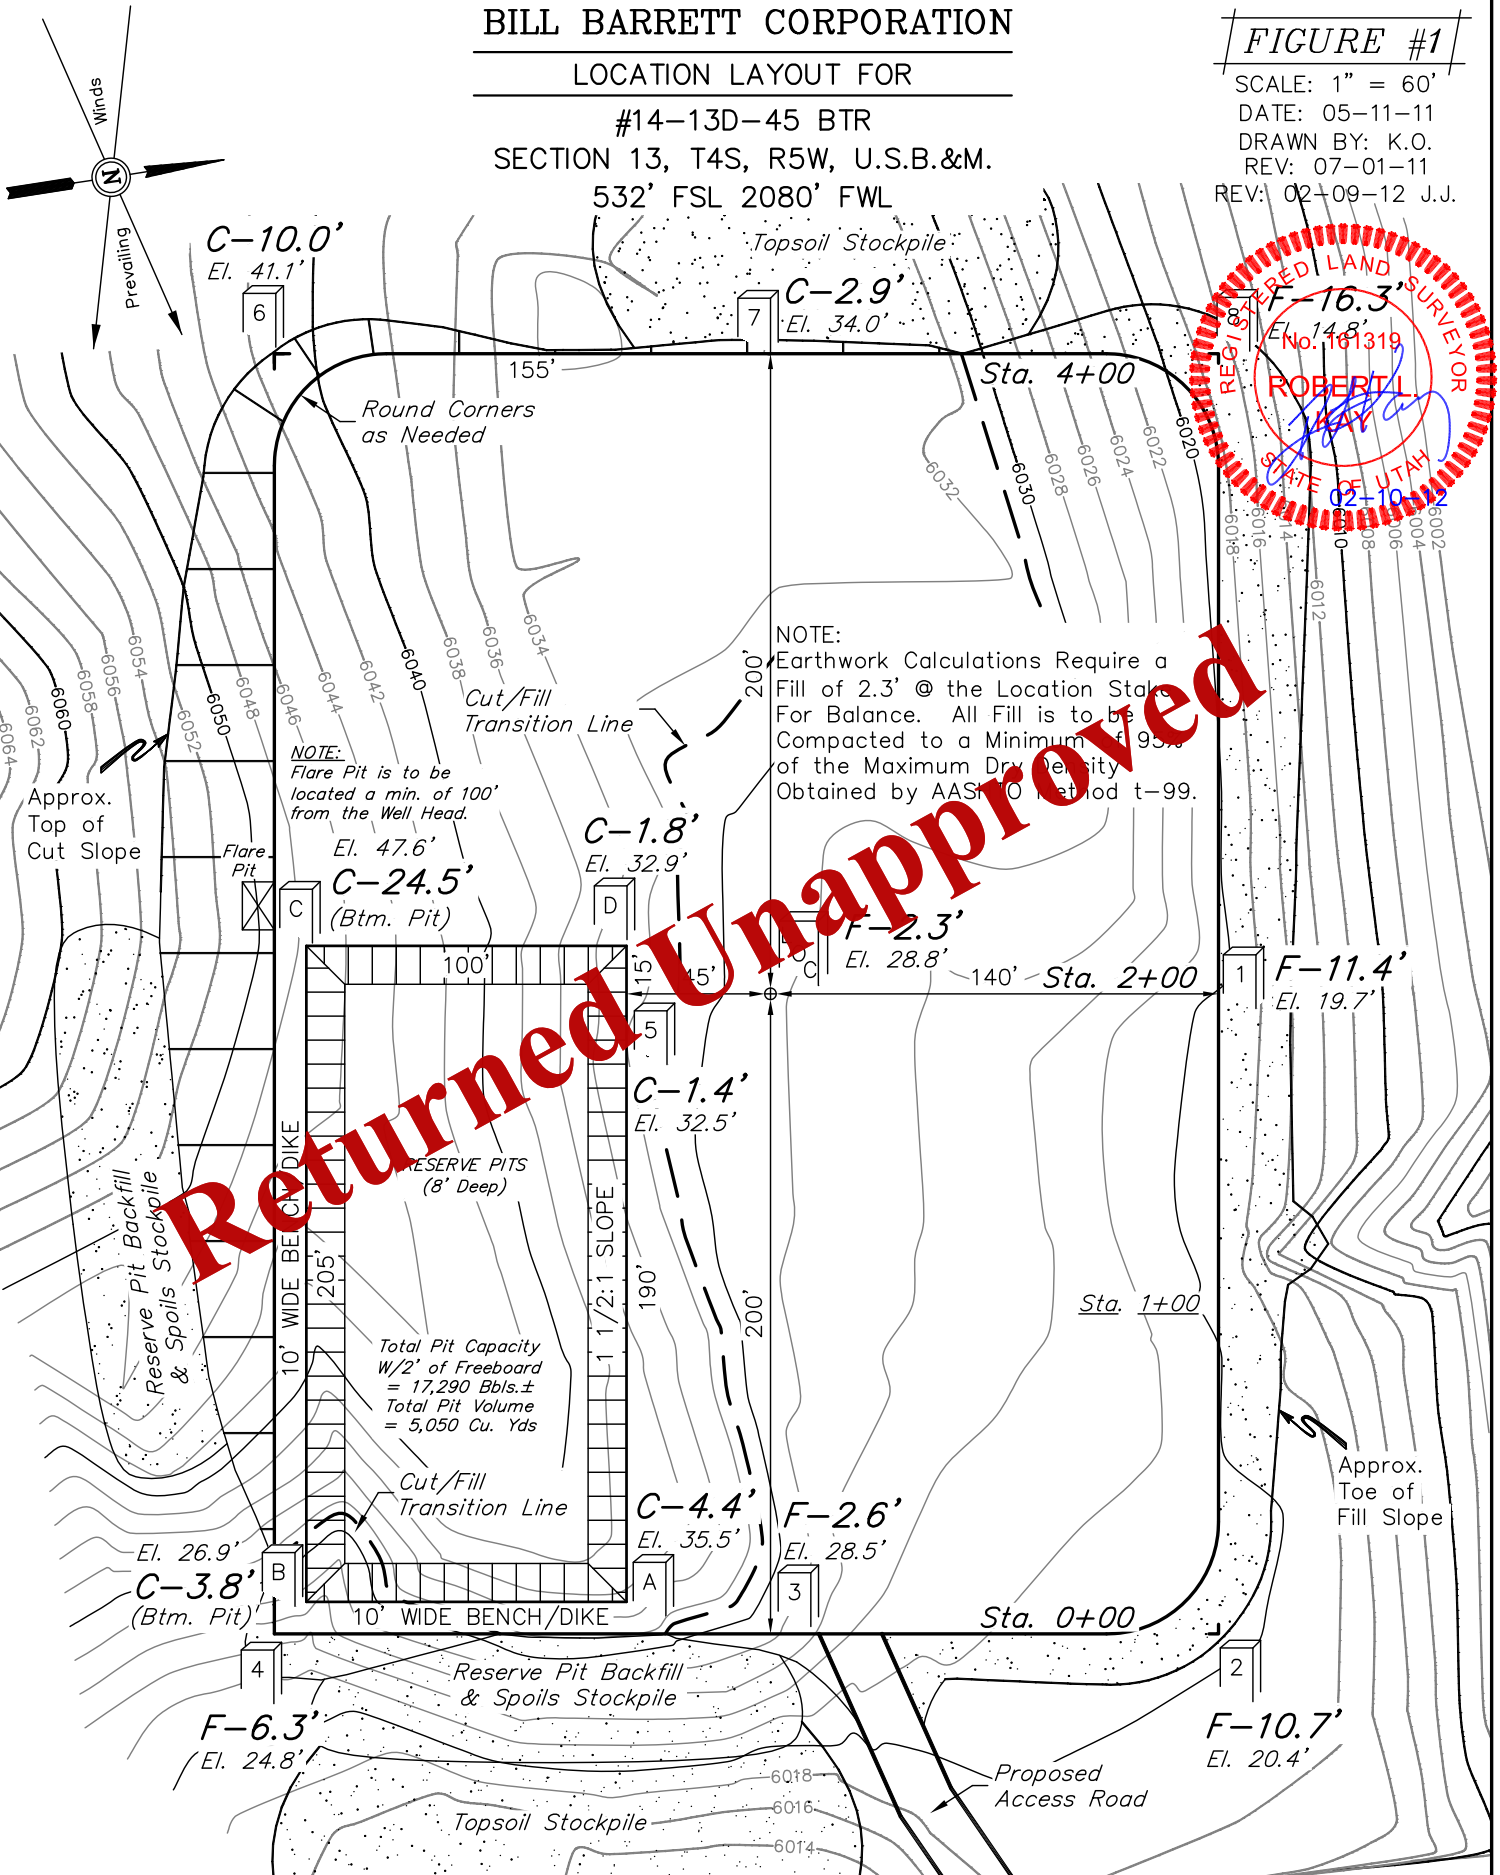 BILL BARRETT CORPORATION
LOCATION LAYOUT FOR
#14-13D-45 BTR
SECTION 13, T4S, R5W, U.S.B.&M.
532' FSL 2080' FWL
FIGURE #1
SCALE: 1" = 60'
DATE: 05-11-11
DRAWN BY: K.O.
REV: 07-01-11
REV: 02-09-12 J.J.
Winds
N
Prevailing
C-10.0'
El. 41.1'
6
Topsoil Stockpile
C-2.9'
El. 34.0'
7
F-16.3'
El. 14.8'
8
REGISTERED LAND SURVEYOR
No. 161319
ROBERT L.
KAY
STATE OF UTAH
02-10-12
155'
Sta. 4+00
Round Corners
as Needed
6032
6030
6028
6026
6024
6022
6020
6018
6016
6010
6004
6002
6012
6064
6062
6060
6058
6056
6054
6052
6050
6048
6046
6044
6042
6040
6038
6036
6034
Cut/Fill
Transition Line
200'
NOTE:
Earthwork Calculations Require a
Fill of 2.3' @ the Location Stake
For Balance. All Fill is to be
Compacted to a Minimum of 95%
of the Maximum Dry Density
Obtained by AASHTO Method t-99.
NOTE:
Flare Pit is to be
located a min. of 100'
from the Well Head.
Approx.
Top of
Cut Slope
Flare
Pit
El. 47.6'
C-24.5'
(Btm. Pit)
C
C-1.8'
El. 32.9'
D
F-2.3'
El. 28.8'
100'
15'
45'
140'
Sta. 2+00
1
F-11.4'
El. 19.7'
5
C-1.4'
El. 32.5'
Returned Unapproved
RESERVE PITS
(8' Deep)
10' WIDE BENCH/DIKE
205'
1 1/2:1 SLOPE
190'
200'
Sta. 1+00
Reserve Pit Backfill
& Spoils Stockpile
Total Pit Capacity
W/2' of Freeboard
= 17,290 Bbls.±
Total Pit Volume
= 5,050 Cu. Yds
Cut/Fill
Transition Line
Approx.
Toe of
Fill Slope
C-4.4'
El. 35.5'
A
F-2.6'
El. 28.5'
3
El. 26.9'
C-3.8'
(Btm. Pit)
B
10' WIDE BENCH/DIKE
Sta. 0+00
4
F-6.3'
El. 24.8'
Reserve Pit Backfill
& Spoils Stockpile
2
F-10.7'
El. 20.4'
Proposed
Access Road
6018
6016
6014
Topsoil Stockpile